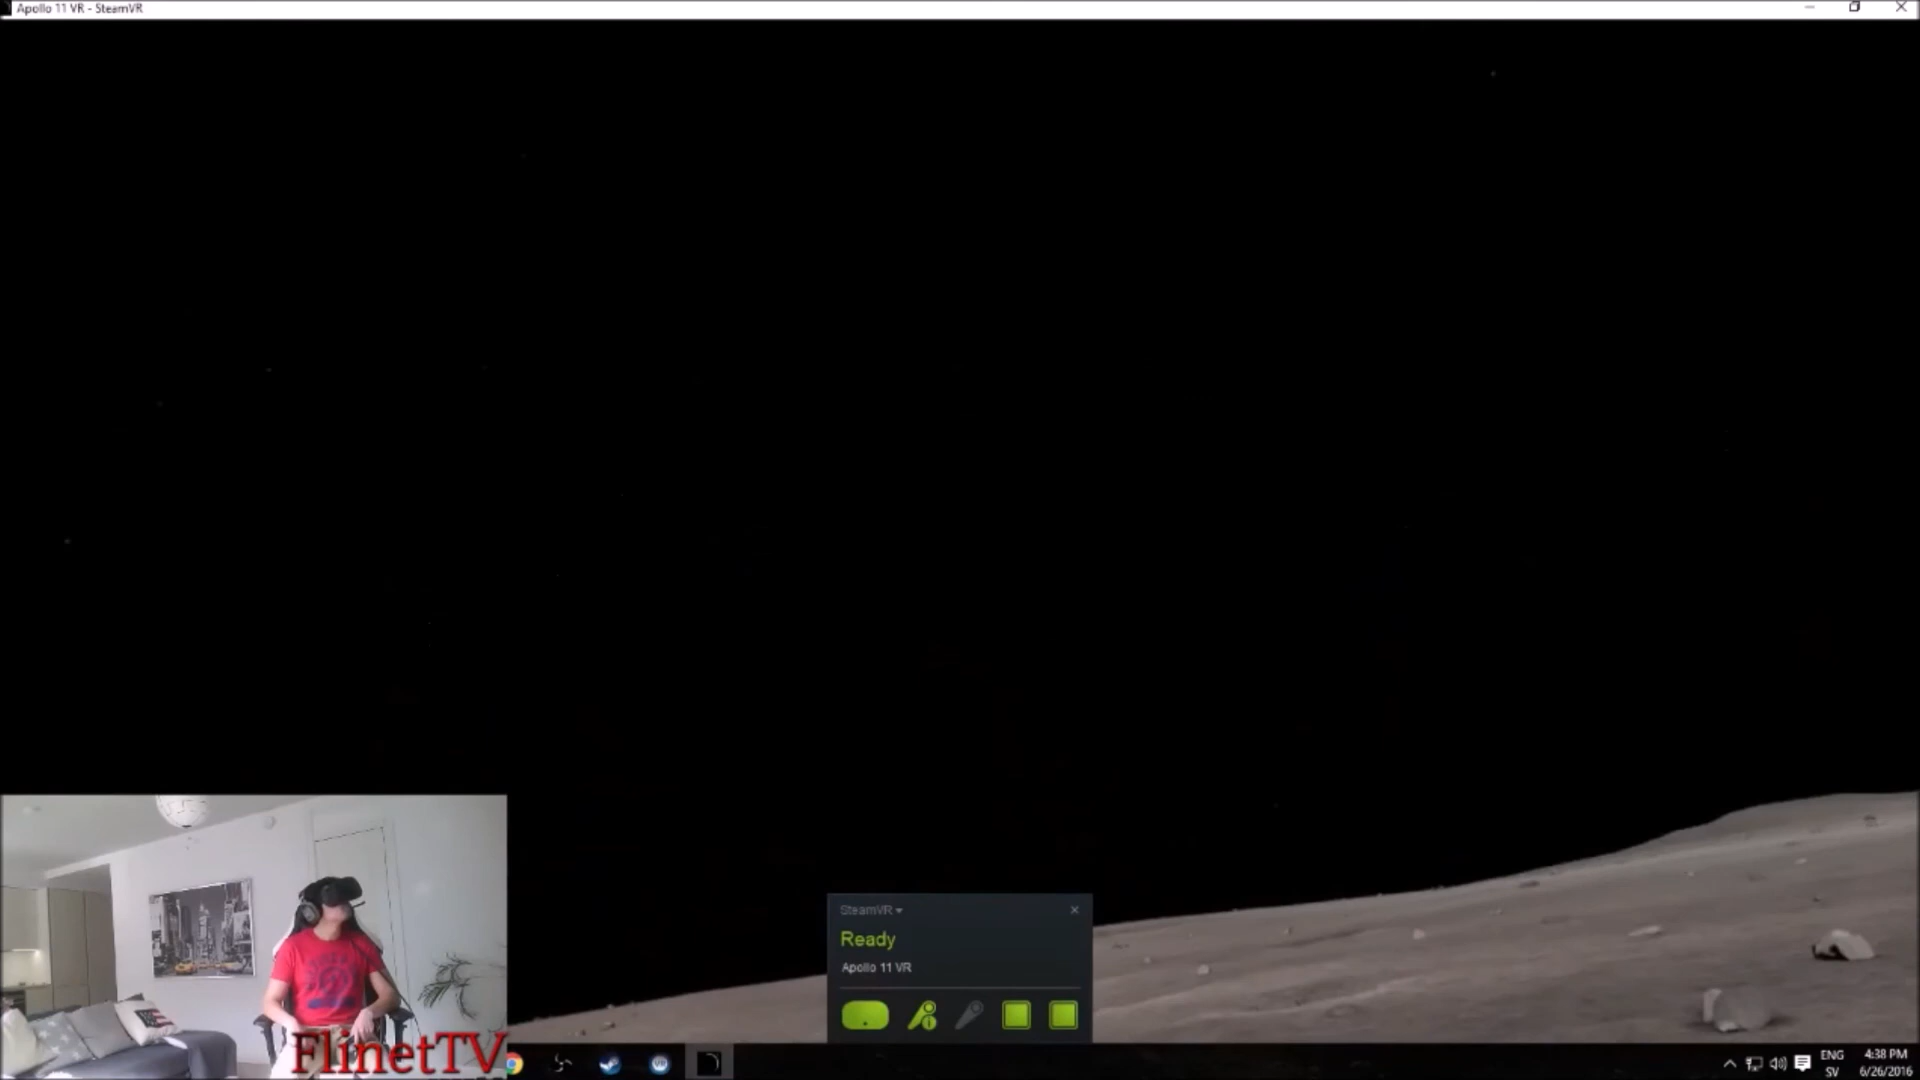 Apollo 11 VR - SteamVR
SteamVR
Ready
Apollo 11 VR
FlinetTV
ENG
SV
4:38 PM
6/26/2016